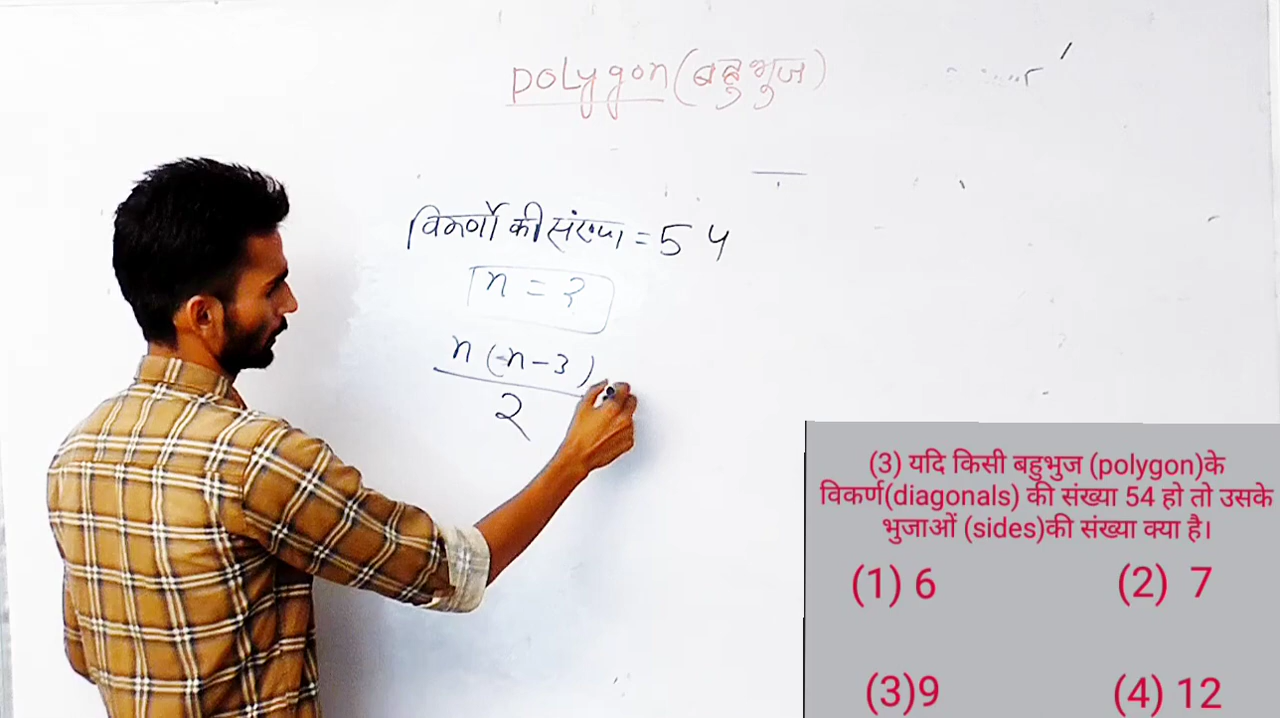 polygon (बहुभुज)
विकर्णो की संख्या = 54
n = ?
n (n-3)
2
(3) यदि किसी बहुभुज (polygon)के
विकर्ण(diagonals) की संख्या 54 हो तो उसके
भुजाओं (sides)की संख्या क्या है।
(1) 6
(2) 7
(3)9
(4) 12